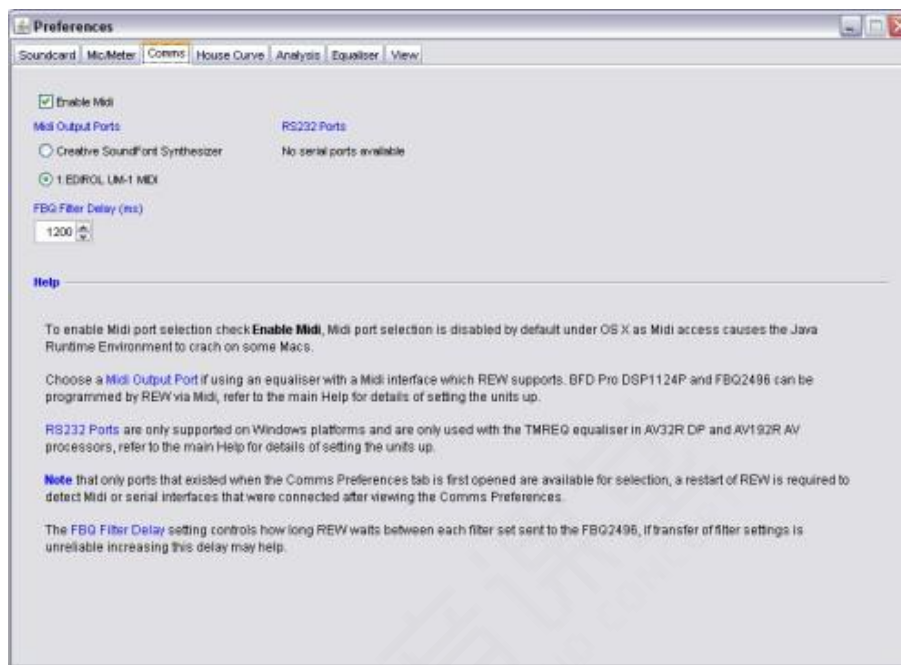 Preferences
Soundcard Mic/Meter Comms House Curve Analysis Equaliser View
Enable Midi
Midi Output Ports RS232 Ports
Creative SoundFont Synthesizer No serial ports available
1:EDIROL UM-1 MIDI
FBQ Filter Delay (ms)
1200
Help
To enable Midi port selection check Enable Midi, Midi port selection is disabled by default under OS X as Midi access causes the Java
Runtime Environment to crach on some Macs.
Choose a Midi Output Port if using an equaliser with a Midi interface which REW supports. BFD Pro DSP1124P and FBQ2496 can be
programmed by REW via Midi, refer to the main Help for details of setting the units up.
RS232 Ports are only supported on Windows platforms and are only used with the TMREQ equaliser in AV32R DP and AV192R AV
processors, refer to the main Help for details of setting the units up.
Note that only ports that existed when the Comms Preferences tab is first opened are available for selection, a restart of REW is required to
detect Midi or serial interfaces that were connected after viewing the Comms Preferences.
The FBQ Filter Delay setting controls how long REW waits between each filter set sent to the FBQ2496, if transfer of filter settings is
unreliable increasing this delay may help.